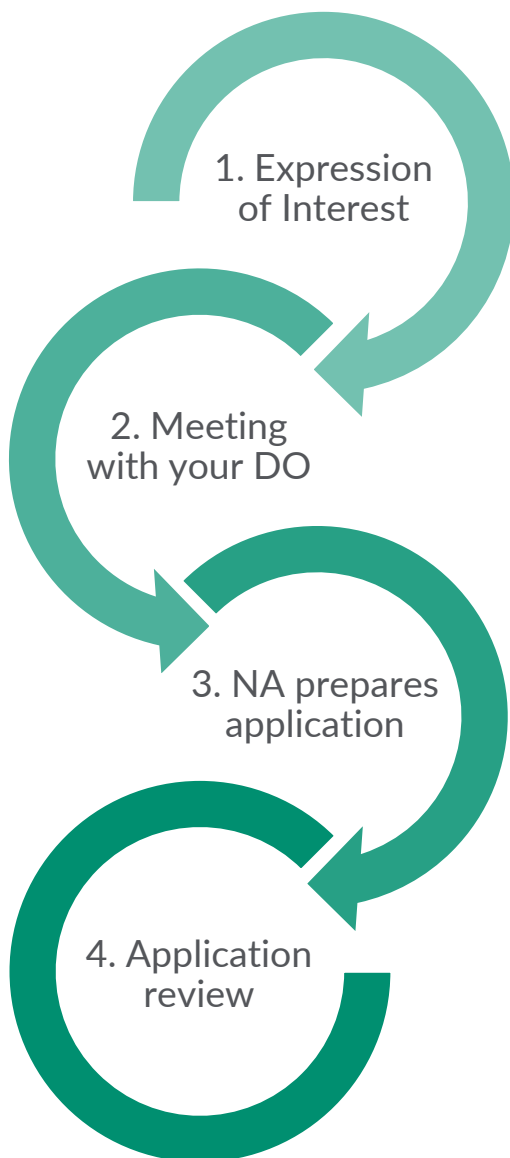 1. Expression
of Interest
2. Meeting
with your DO
3. NA prepares
application
4. Application
review